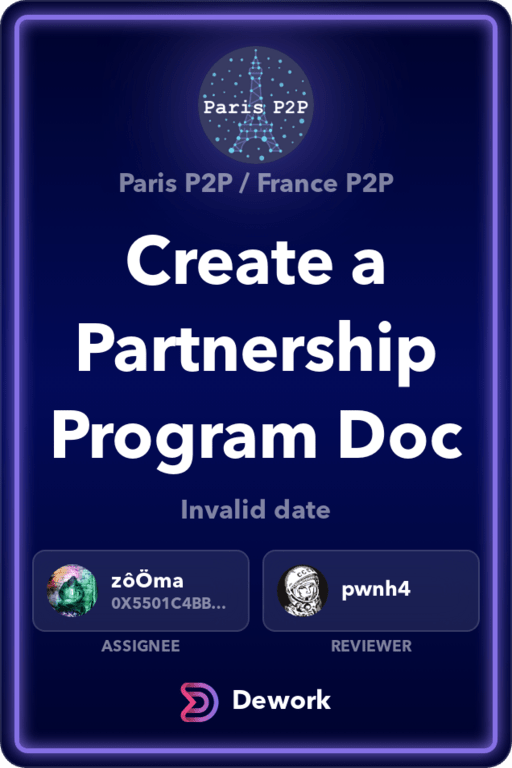 Paris P2P
Paris P2P / France P2P
Create a
Partnership
Program Doc
Invalid date
zôÖma
0X5501C4BB...
pwnh4
ASSIGNEE
REVIEWER
Dework